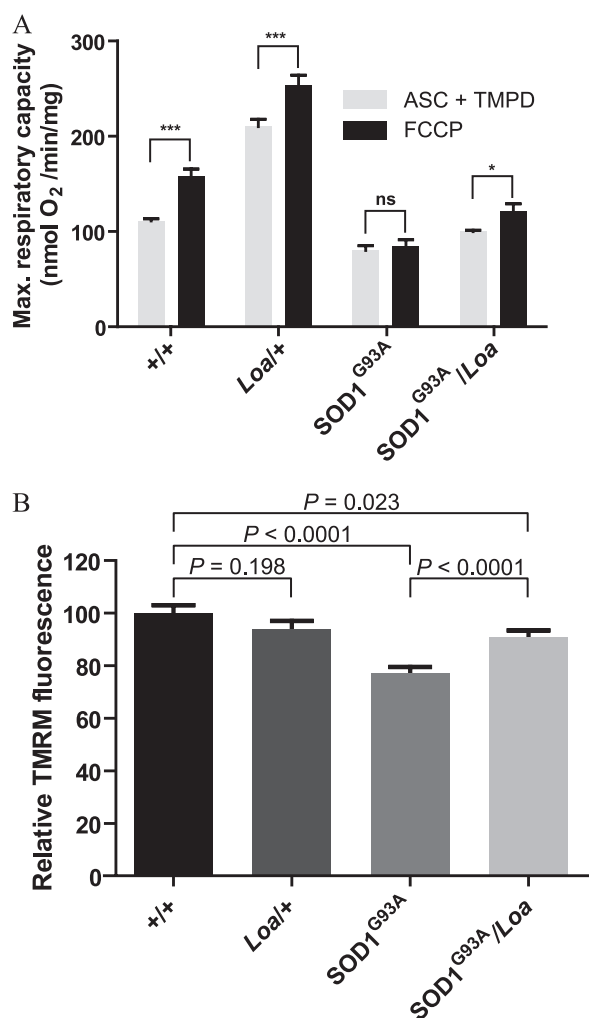 A
Max. respiratory capacity
(nmol O2 /min/mg)
300
200
100
0
***
***
ns
*
ASC + TMPD
FCCP
+/+
Loa/+
SOD1G93A
SOD1G93A/Loa
B
Relative TMRM fluorescence
120
100
80
60
40
20
0
P = 0.023
P < 0.0001
P = 0.198
P < 0.0001
+/+
Loa/+
SOD1G93A
SOD1G93A/Loa